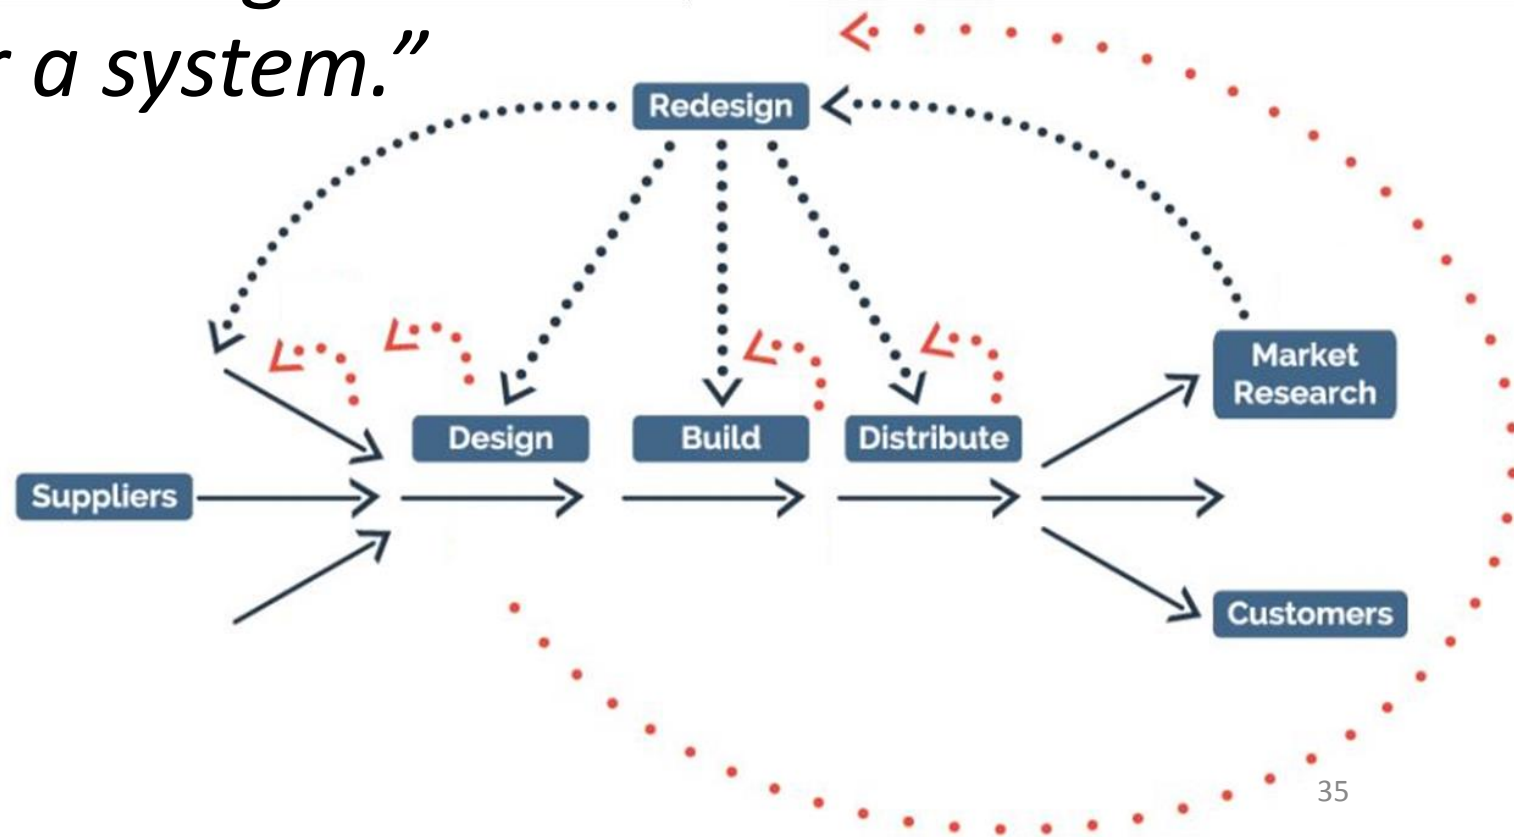 r a system.”
Redesign
Market
Research
Design
Build
Distribute
Suppliers
Customers
35